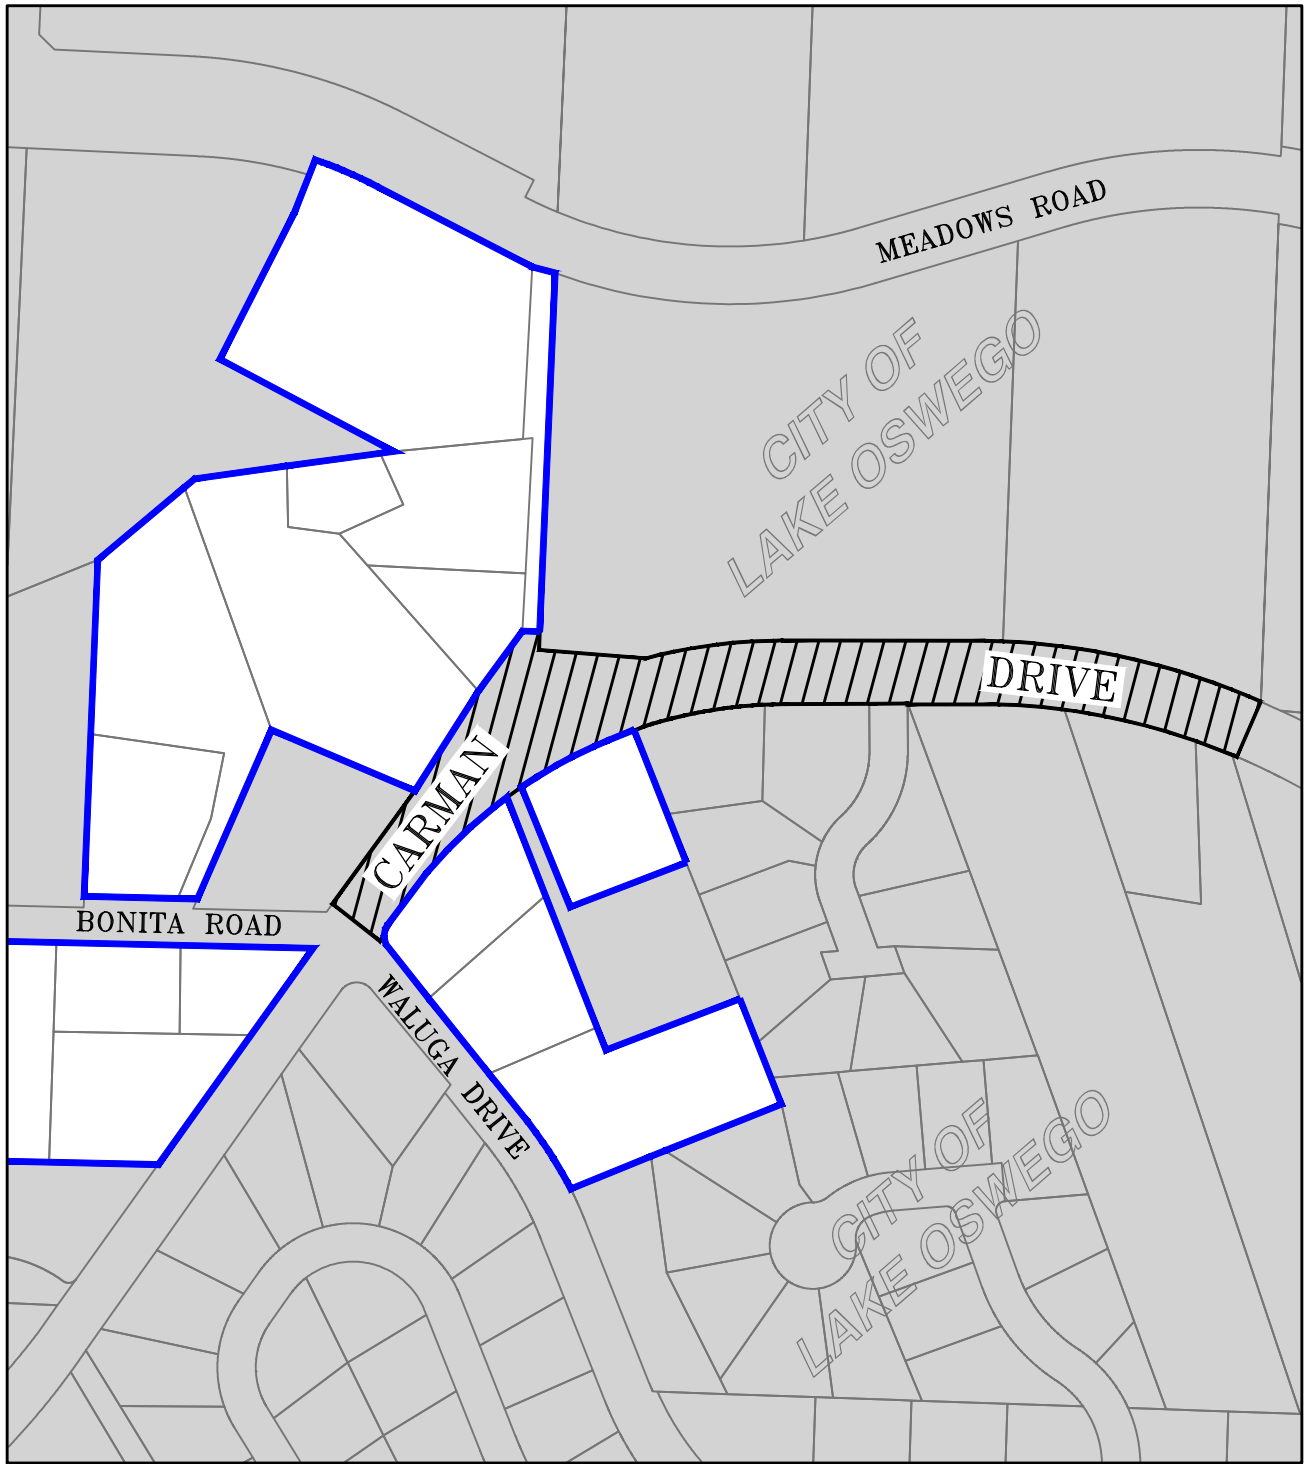 MEADOWS ROAD
CITY OF
LAKE OSWEGO
DRIVE
CARMAN
BONITA ROAD
WALUGA DRIVE
CITY OF
LAKE OSWEGO